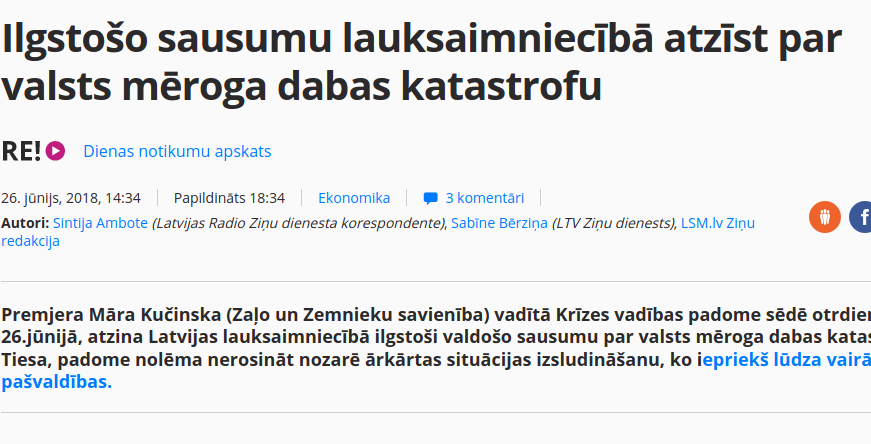 Ilgstošo sausumu lauksaimniecībā atzīst par
valsts mēroga dabas katastrofu
RE! Dienas notikumu apskats
26. jūnijs, 2018, 14:34 Papildināts 18:34 Ekonomika 3 komentāri
Autori: Sintija Ambote (Latvijas Radio Ziņu dienesta korespondente), Sabīne Bērziņa (LTV Ziņu dienests), LSM.lv Ziņu
redakcija
Premjera Māra Kučinska (Zaļo un Zemnieku savienība) vadītā Krīzes vadības padome sēdē otrdien
26.jūnijā, atzina Latvijas lauksaimniecībā ilgstoši valdošo sausumu par valsts mēroga dabas katas
Tiesa, padome nolēma nerosināt nozarē ārkārtas situācijas izsludināšanu, ko iepriekš lūdza vairā
pašvaldības.